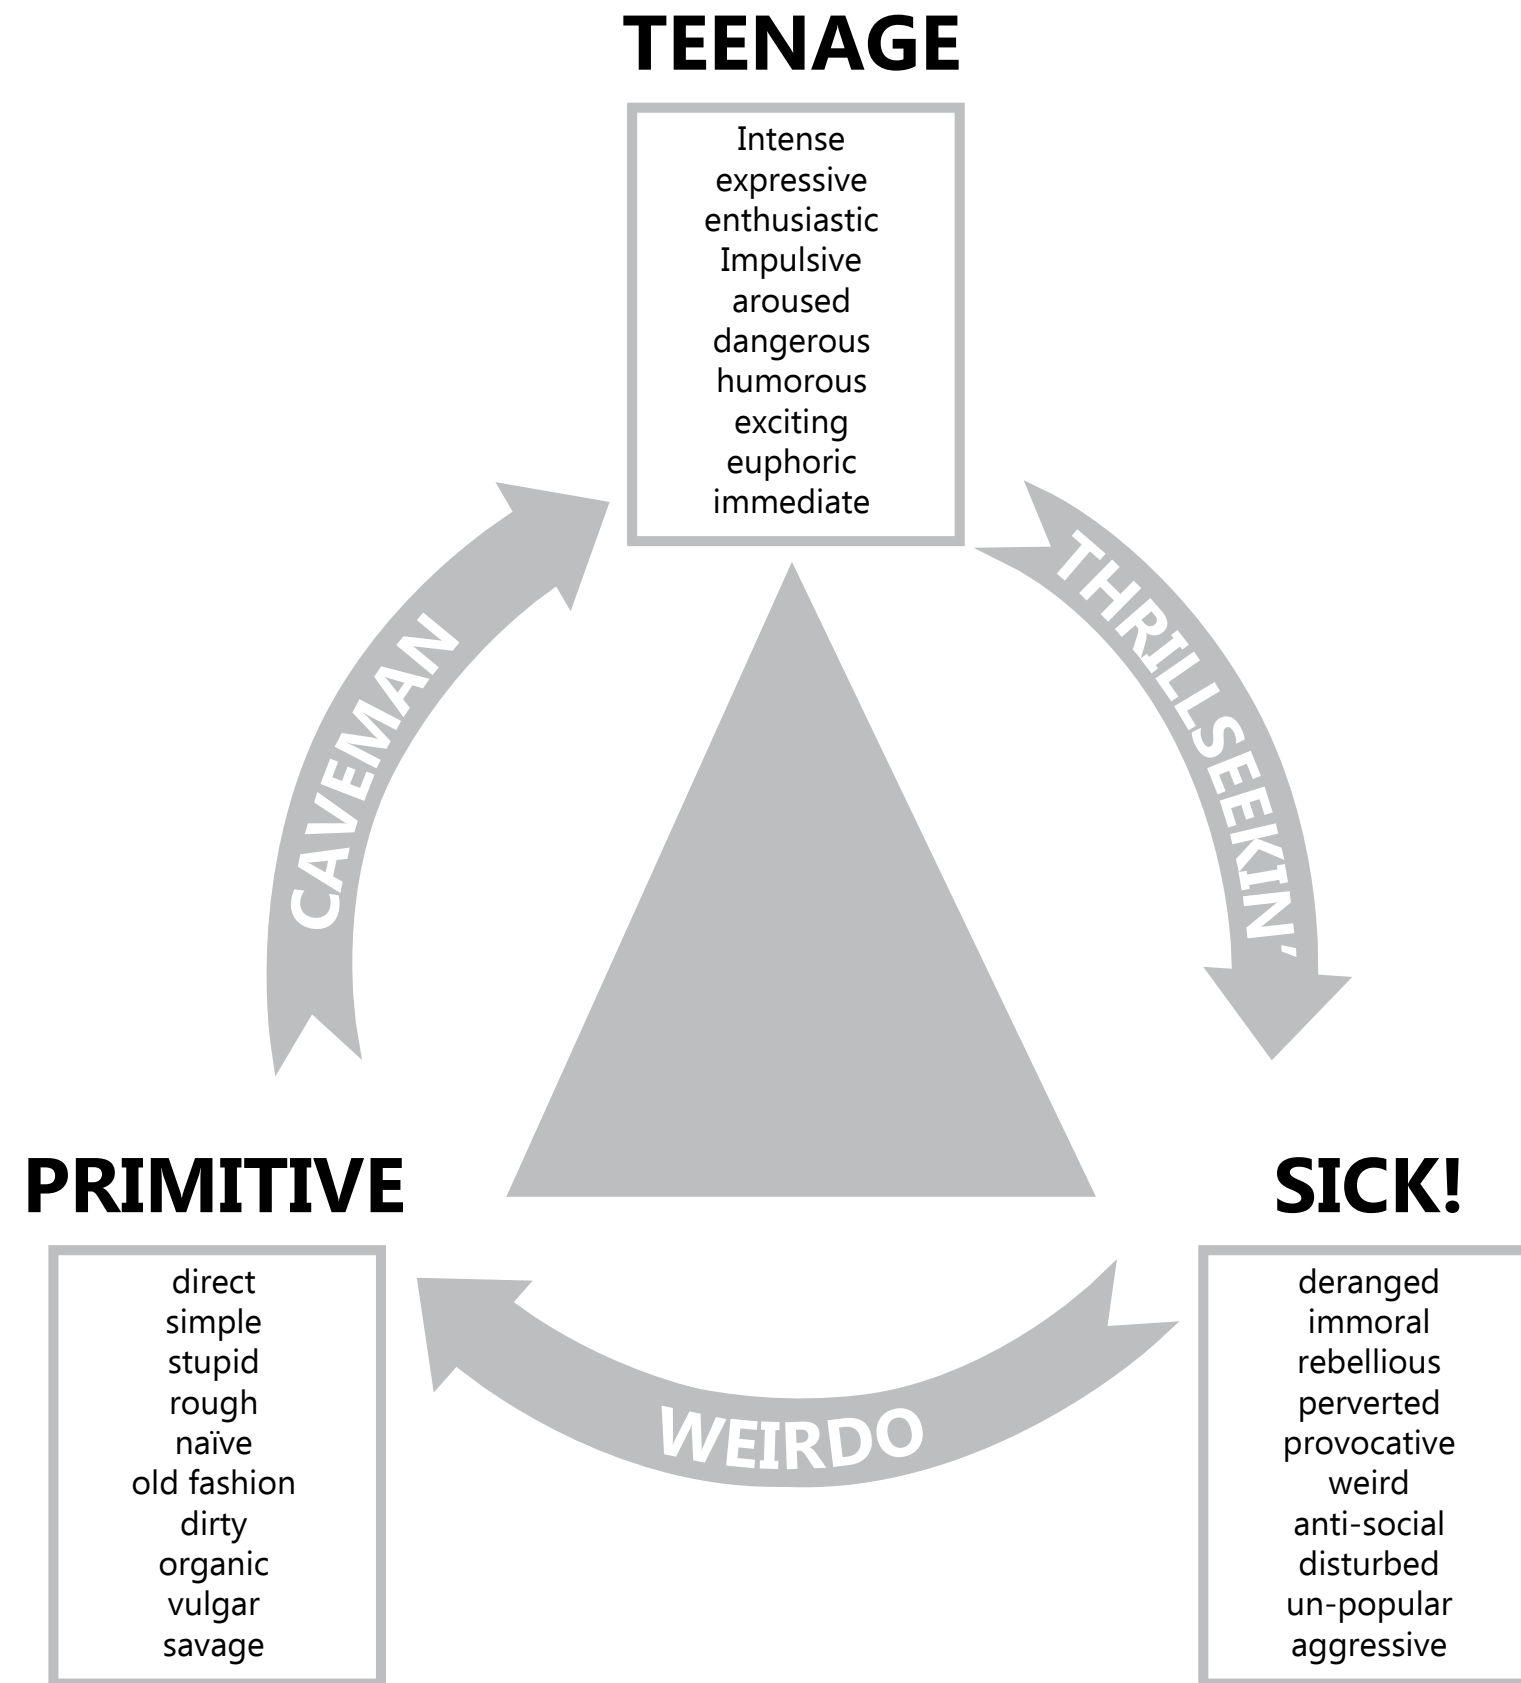 TEENAGE
Intense
expressive
enthusiastic
Impulsive
aroused
dangerous
humorous
exciting
euphoric
immediate
CAVEMAN
THRILLSEEKIN’
PRIMITIVE
direct
simple
stupid
rough
naïve
old fashion
dirty
organic
vulgar
savage
SICK!
deranged
immoral
rebellious
perverted
provocative
weird
anti-social
disturbed
un-popular
aggressive
WEIRDO